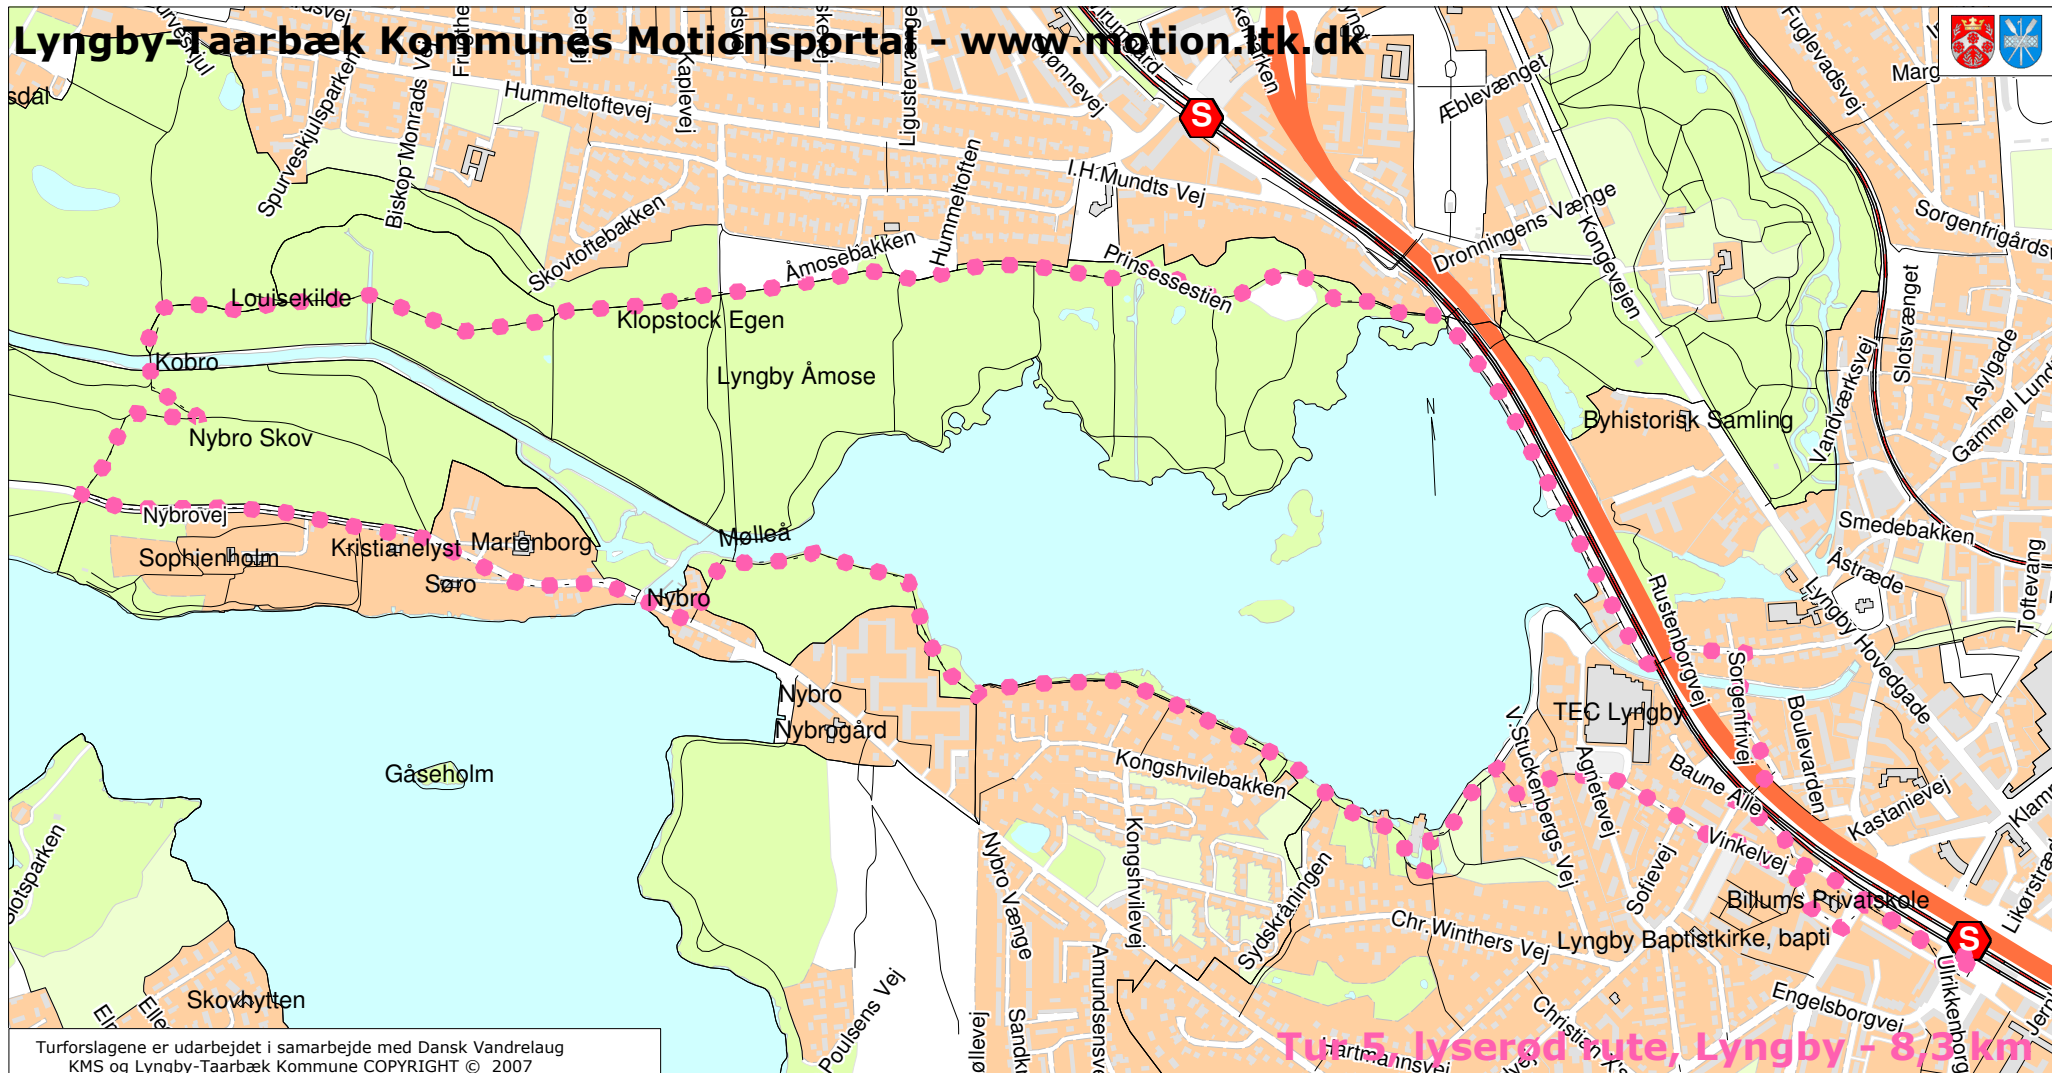 Lyngby-Taarbæk Kommunes Motionsportal - www.motion.ltk.dk
Hummeltoftevej
Kaplevej
Spurveskjulsparken
Biskop Monrads Vej
Ligustervænget
Grønnevej
S
Æblevænget
Fuglevadsvej
I.H.Mundts Vej
Hummeltoften
Skovtoftebakken
Åmosebakken
Prinsessestien
Dronningens Vænge
Kongevejen
Slotsvænget
Asylgade
Vandværksvej
Louisekilde
Klopstock Egen
Kobro
Lyngby Åmose
Nybro Skov
N
Byhistorisk Samling
Nybrovej
Sophienholm
Kristianelyst
Marienborg
Søro
Mølleå
Nybro
Smedebakken
Åstræde
Toftevang
Lyngby Hovedgade
Rustenborgvej
Sorgenfrivej
Boulevarden
Nybro
Nybrogård
TEC Lyngby
V. Stuckenbergs Vej
Agnetevej
Baune Alle
Kastanievej
Gåseholm
Kongshvilebakken
Kongshvilevej
Vinkelvej
Sofievej
Billums Privatskole
Nybro Vænge
Sydskråningen
Chr.Winthers Vej
Lyngby Baptistkirke, bapti
S
Slotsparken
Skovhytten
Poulsens Vej
Engelsborgvej
Hartmannsvej
Tur 5, lyserød rute, Lyngby - 8,3 km
Turforslagene er udarbejdet i samarbejde med Dansk Vandrelaug
KMS og Lyngby-Taarbæk Kommune COPYRIGHT © 2007